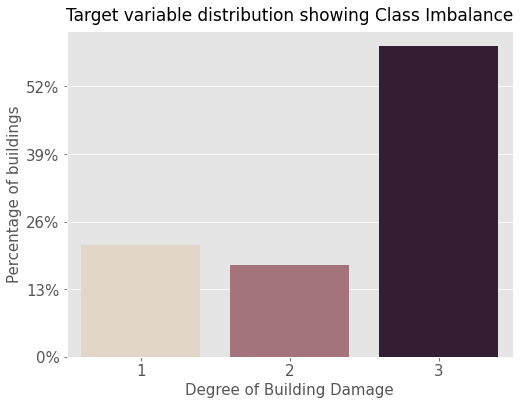 Target variable distribution showing Class Imbalance
Percentage of buildings
52%
39%
26%
13%
0%
1 2 3
Degree of Building Damage